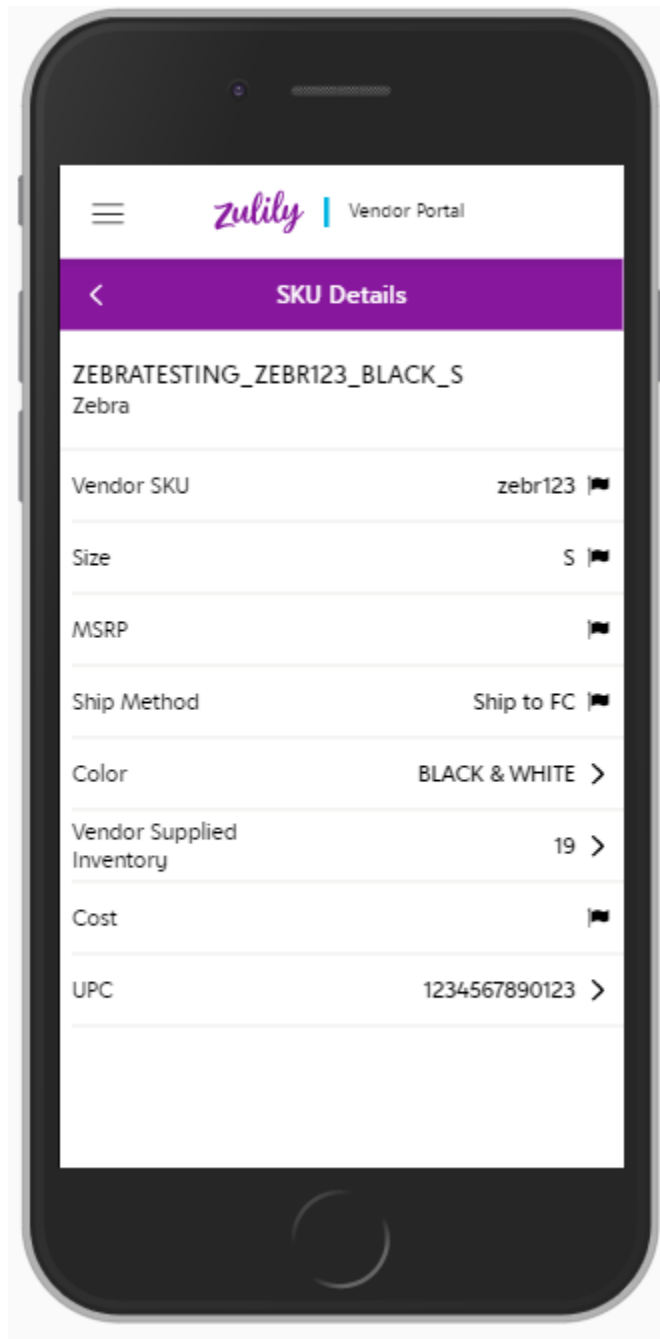 zulily | Vendor Portal
SKU Details
ZEBRATESTING_ZEBR123_BLACK_S
Zebra
Vendor SKU zebr123
Size S
MSRP
Ship Method Ship to FC
Color BLACK & WHITE
Vendor Supplied
Inventory 19
Cost
UPC 1234567890123